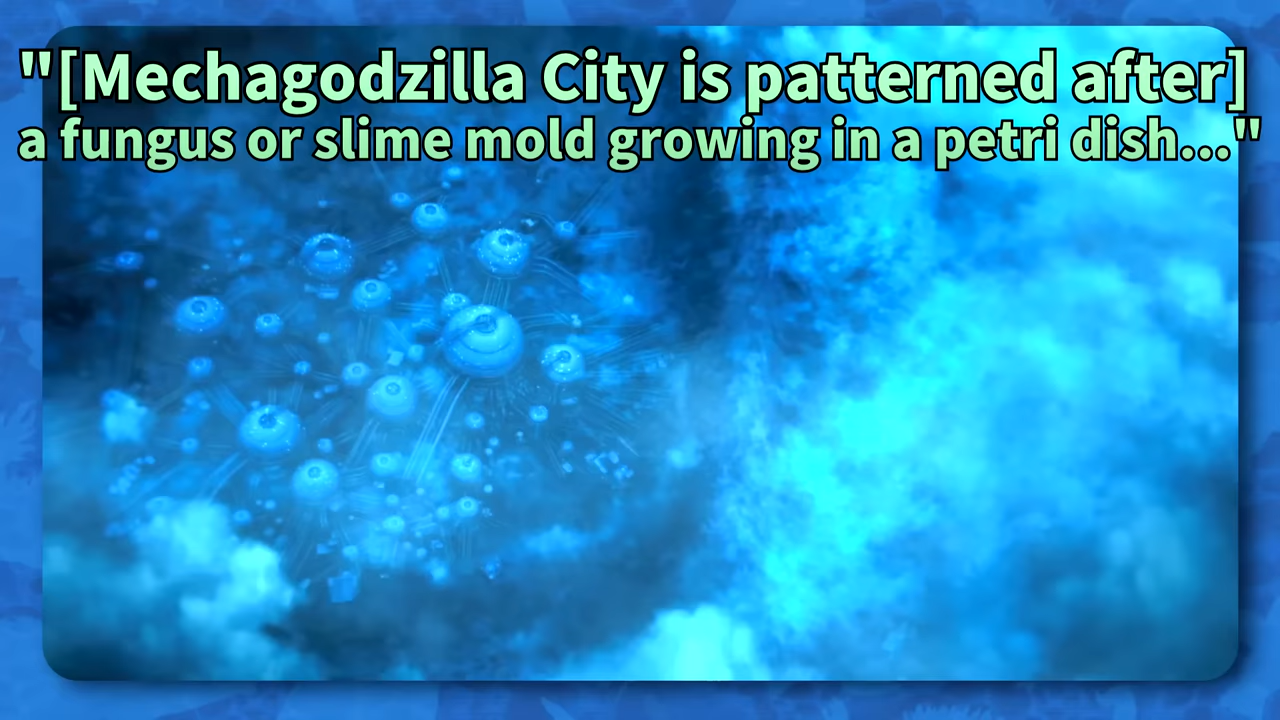 "[Mechagodzilla City is patterned after]
a fungus or slime mold growing in a petri dish..."